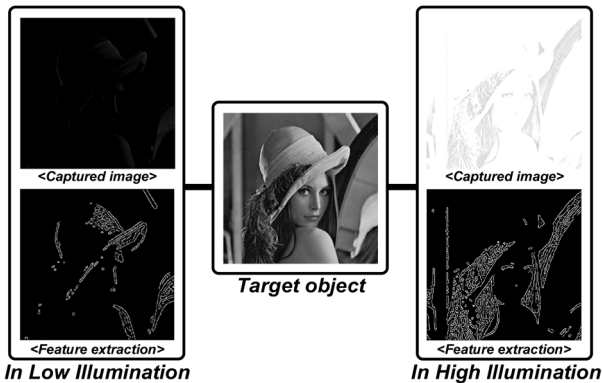 <Captured image>
<Feature extraction>
In Low Illumination
Target object
<Captured image>
<Feature extraction>
In High Illumination